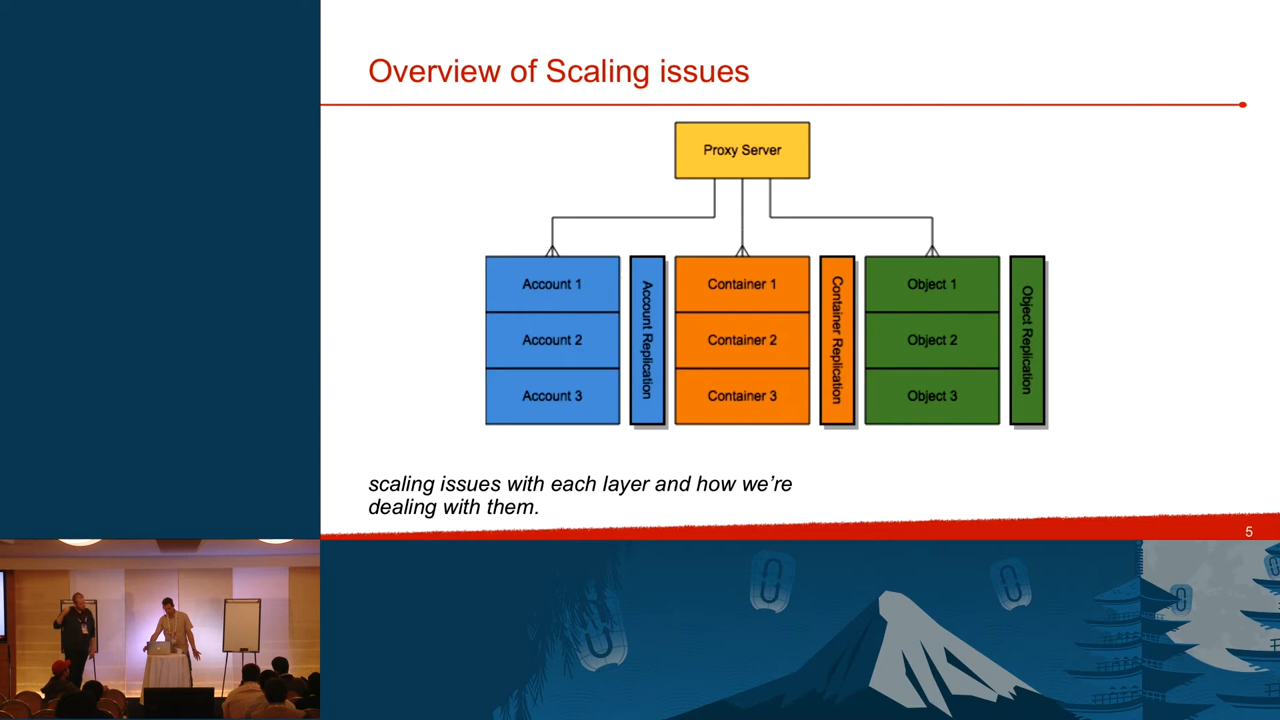 Overview of Scaling issues
Proxy Server
Account 1
Account 2
Account 3
Account Replication
Container 1
Container 2
Container 3
Container Replication
Object 1
Object 2
Object 3
Object Replication
scaling issues with each layer and how we're
dealing with them.
5